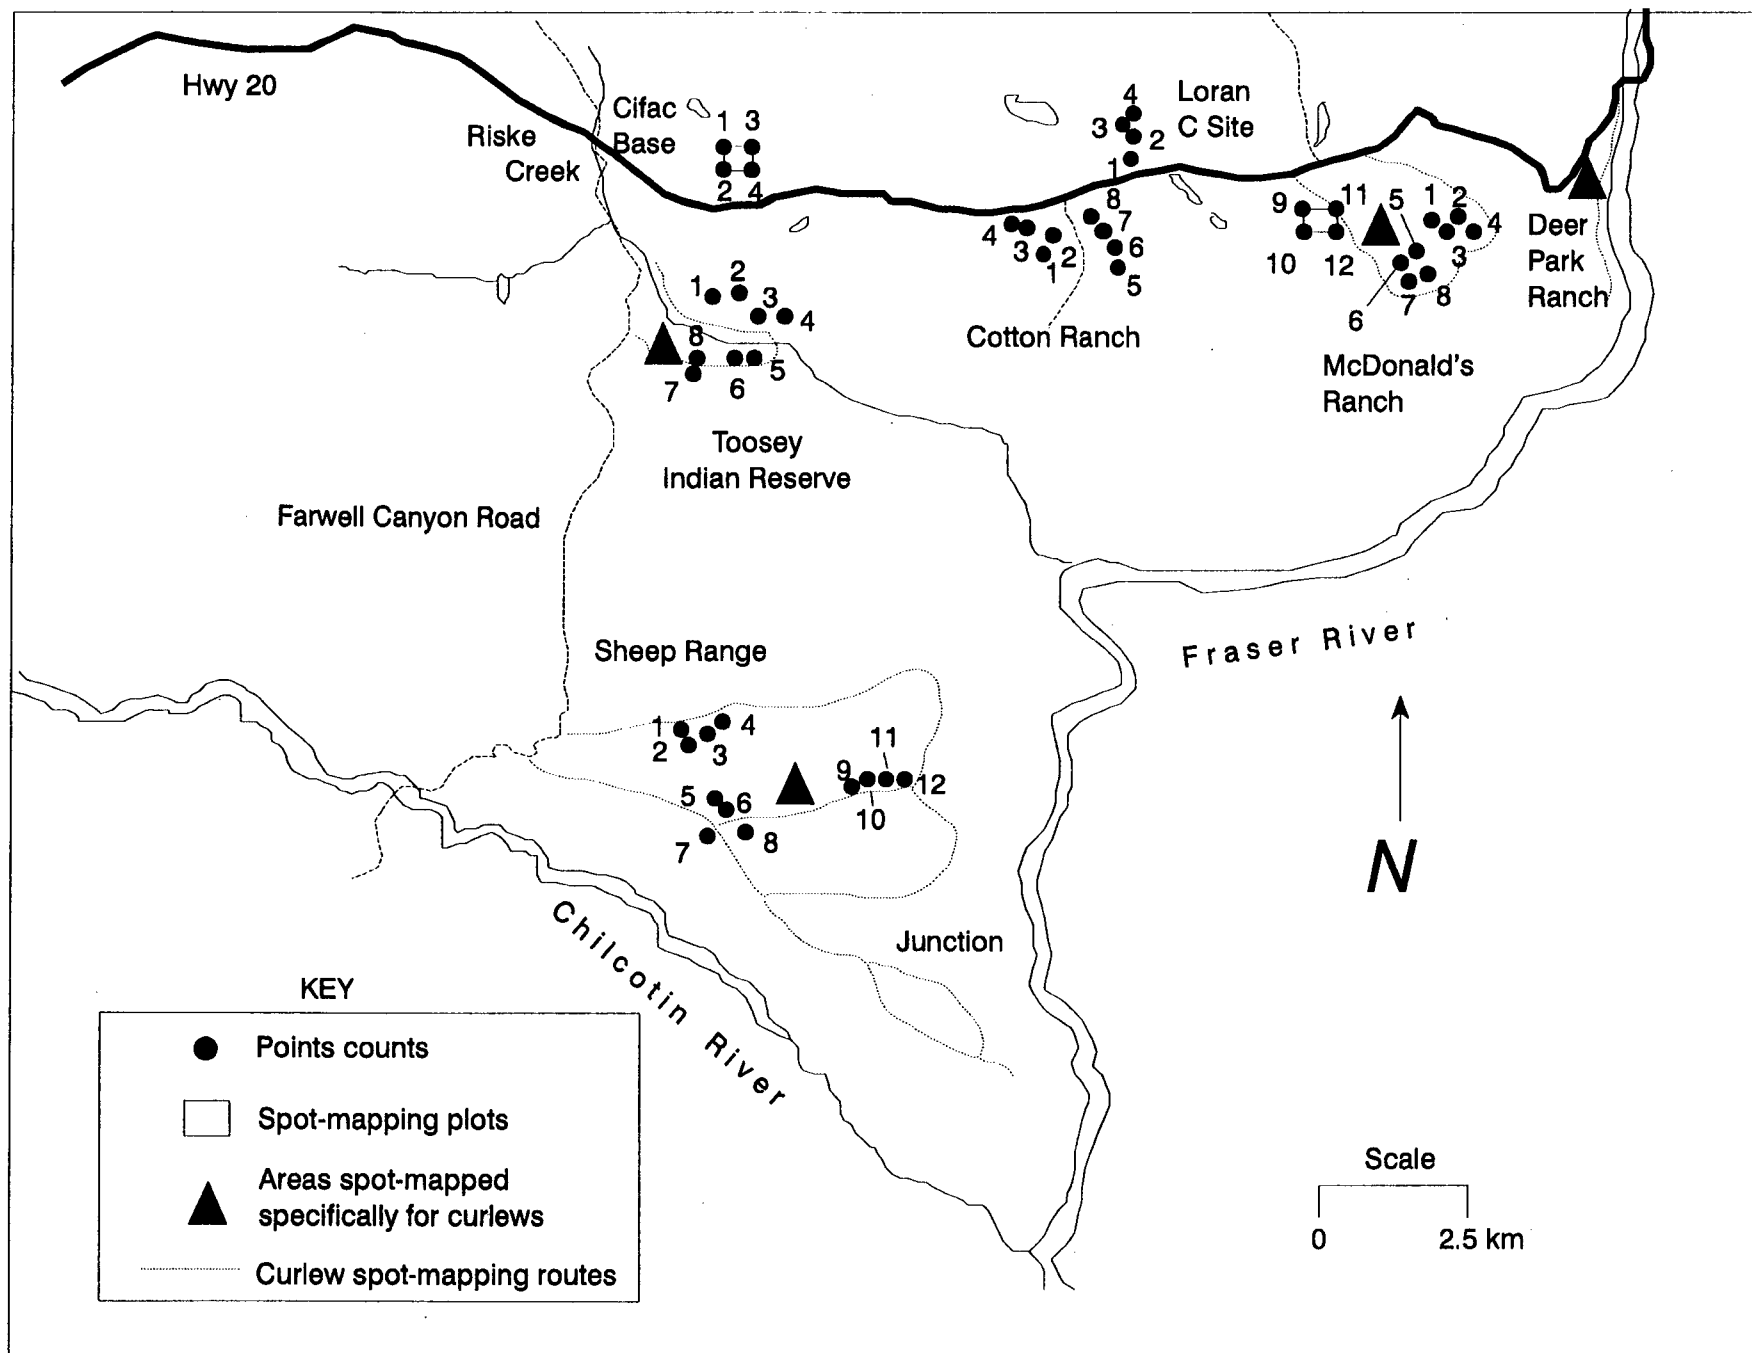 Hwy 20
Riske
Creek
Cifac
Base
1 3
2 4
4
3
2
1
Loran
C Site
8
7
6
5
4
3
2
1
Cotton Ranch
9
11
10
12
5
1
2
4
3
6
7
8
McDonald's
Ranch
Deer
Park
Ranch
1
2
3
4
8
7
6
5
Toosey
Indian Reserve
Farwell Canyon Road
Fraser River
Sheep Range
1
2
3
4
5
6
7
8
9
11
10
12
N
Junction
Chilcotin River
KEY
Points counts
Spot-mapping plots
Areas spot-mapped
specifically for curlews
Curlew spot-mapping routes
Scale
0 2.5 km